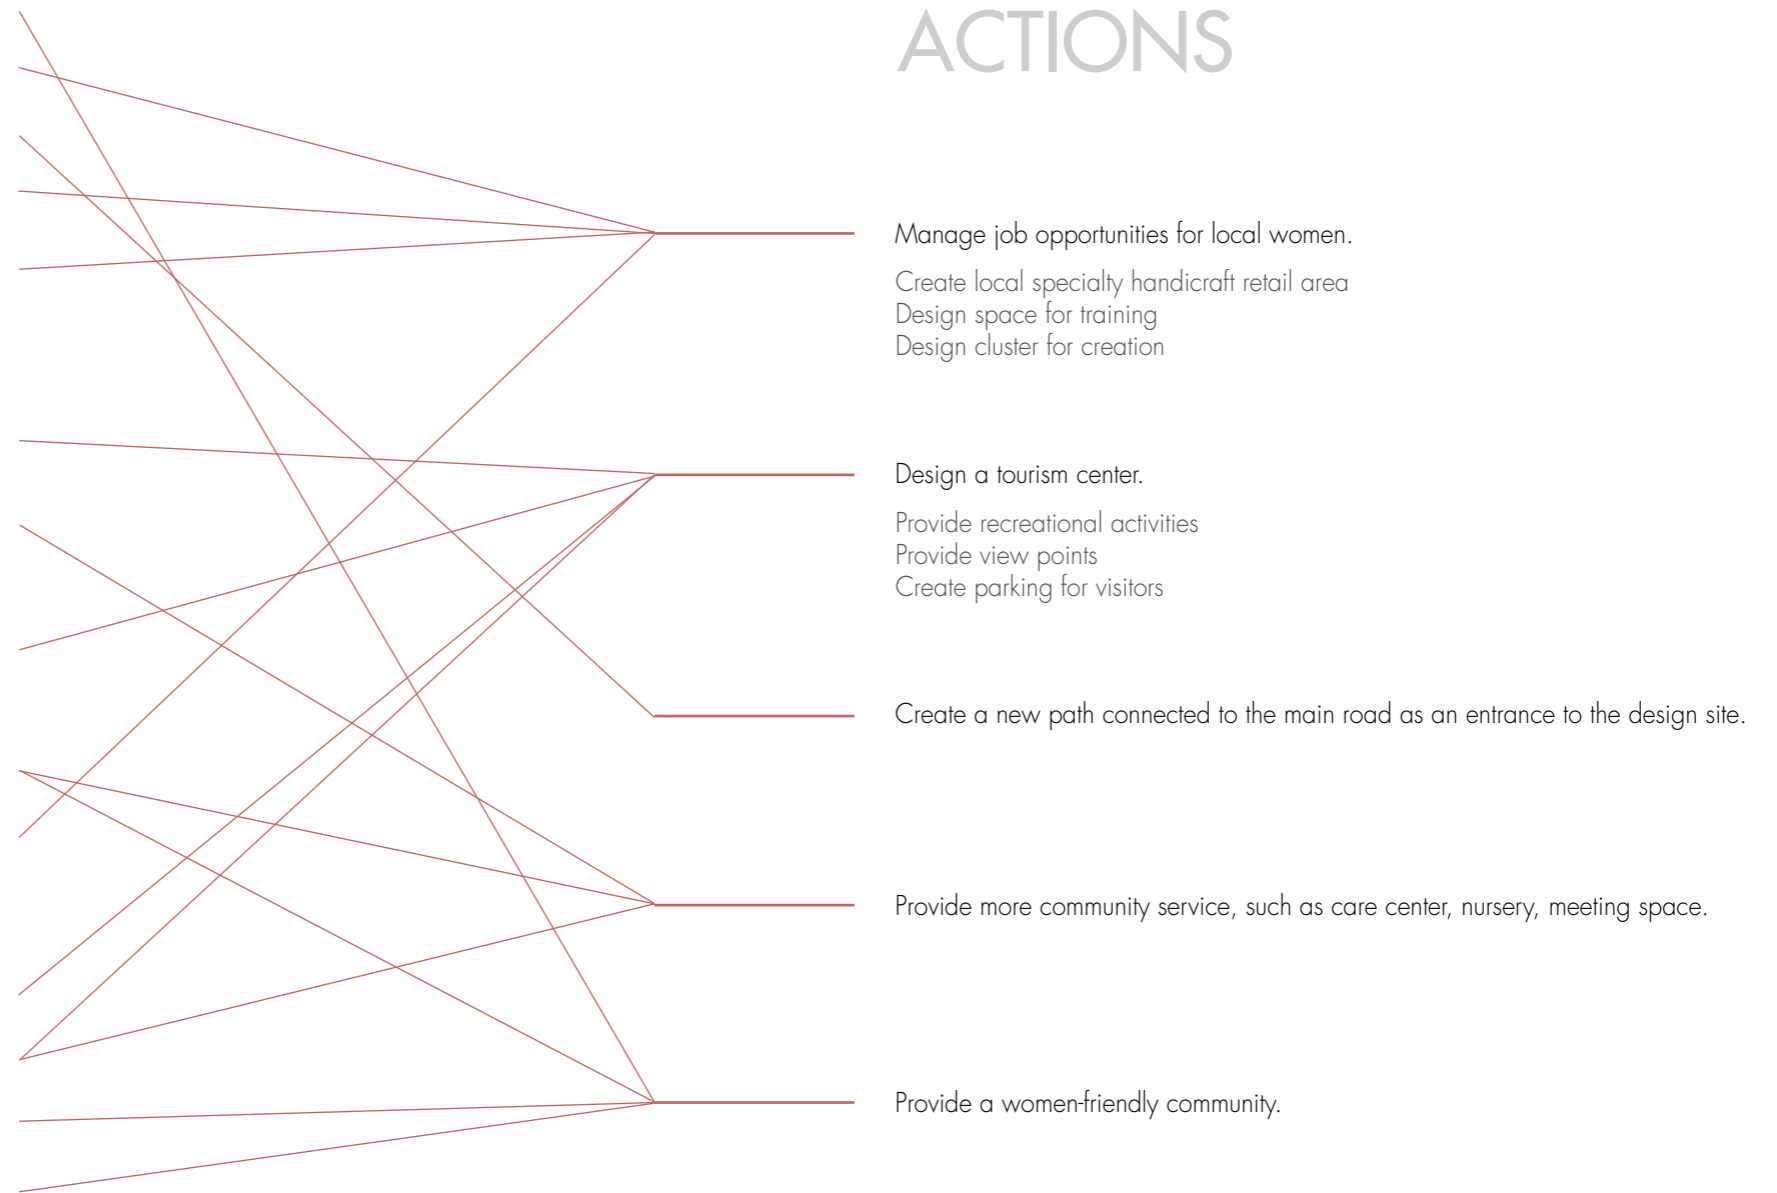 ACTIONS
Manage job opportunities for local women.
Create local specialty handicraft retail area
Design space for training
Design cluster for creation
Design a tourism center.
Provide recreational activities
Provide view points
Create parking for visitors
Create a new path connected to the main road as an entrance to the design site.
Provide more community service, such as care center, nursery, meeting space.
Provide a women-friendly community.